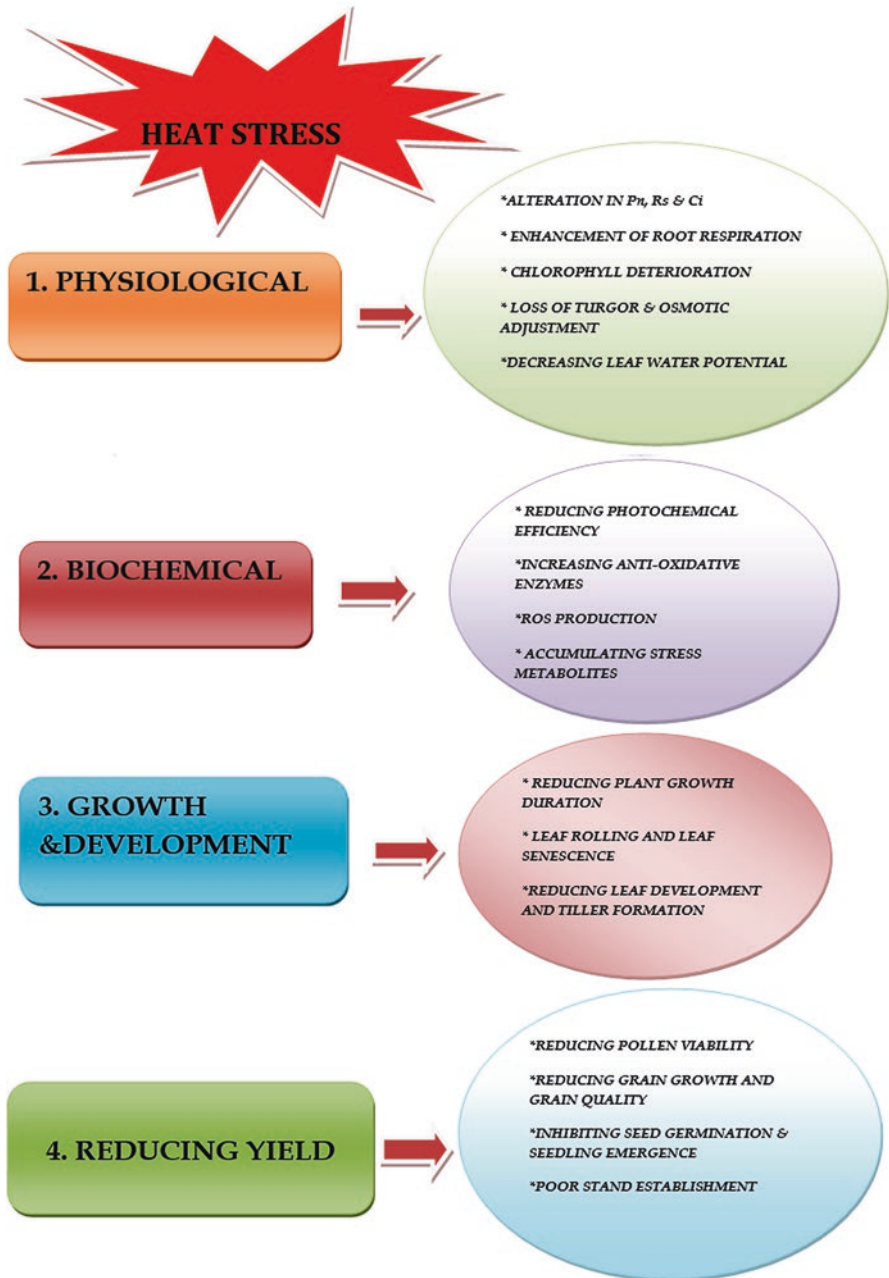 HEAT STRESS
1. PHYSIOLOGICAL
*ALTERATION IN Pn, Rs & Ci
* ENHANCEMENT OF ROOT RESPIRATION
* CHLOROPHYLL DETERIORATION
* LOSS OF TURGOR & OSMOTIC
ADJUSTMENT
*DECREASING LEAF WATER POTENTIAL
2. BIOCHEMICAL
* REDUCING PHOTOCHEMICAL
EFFICIENCY
*INCREASING ANTI-OXIDATIVE
ENZYMES
*ROS PRODUCTION
* ACCUMULATING STRESS
METABOLITES
3. GROWTH
&DEVELOPMENT
* REDUCING PLANT GROWTH
DURATION
* LEAF ROLLING AND LEAF
SENESCENCE
*REDUCING LEAF DEVELOPMENT
AND TILLER FORMATION
4. REDUCING YIELD
*REDUCING POLLEN VIABILITY
*REDUCING GRAIN GROWTH AND
GRAIN QUALITY
*INHIBITING SEED GERMINATION &
SEEDLING EMERGENCE
*POOR STAND ESTABLISHMENT